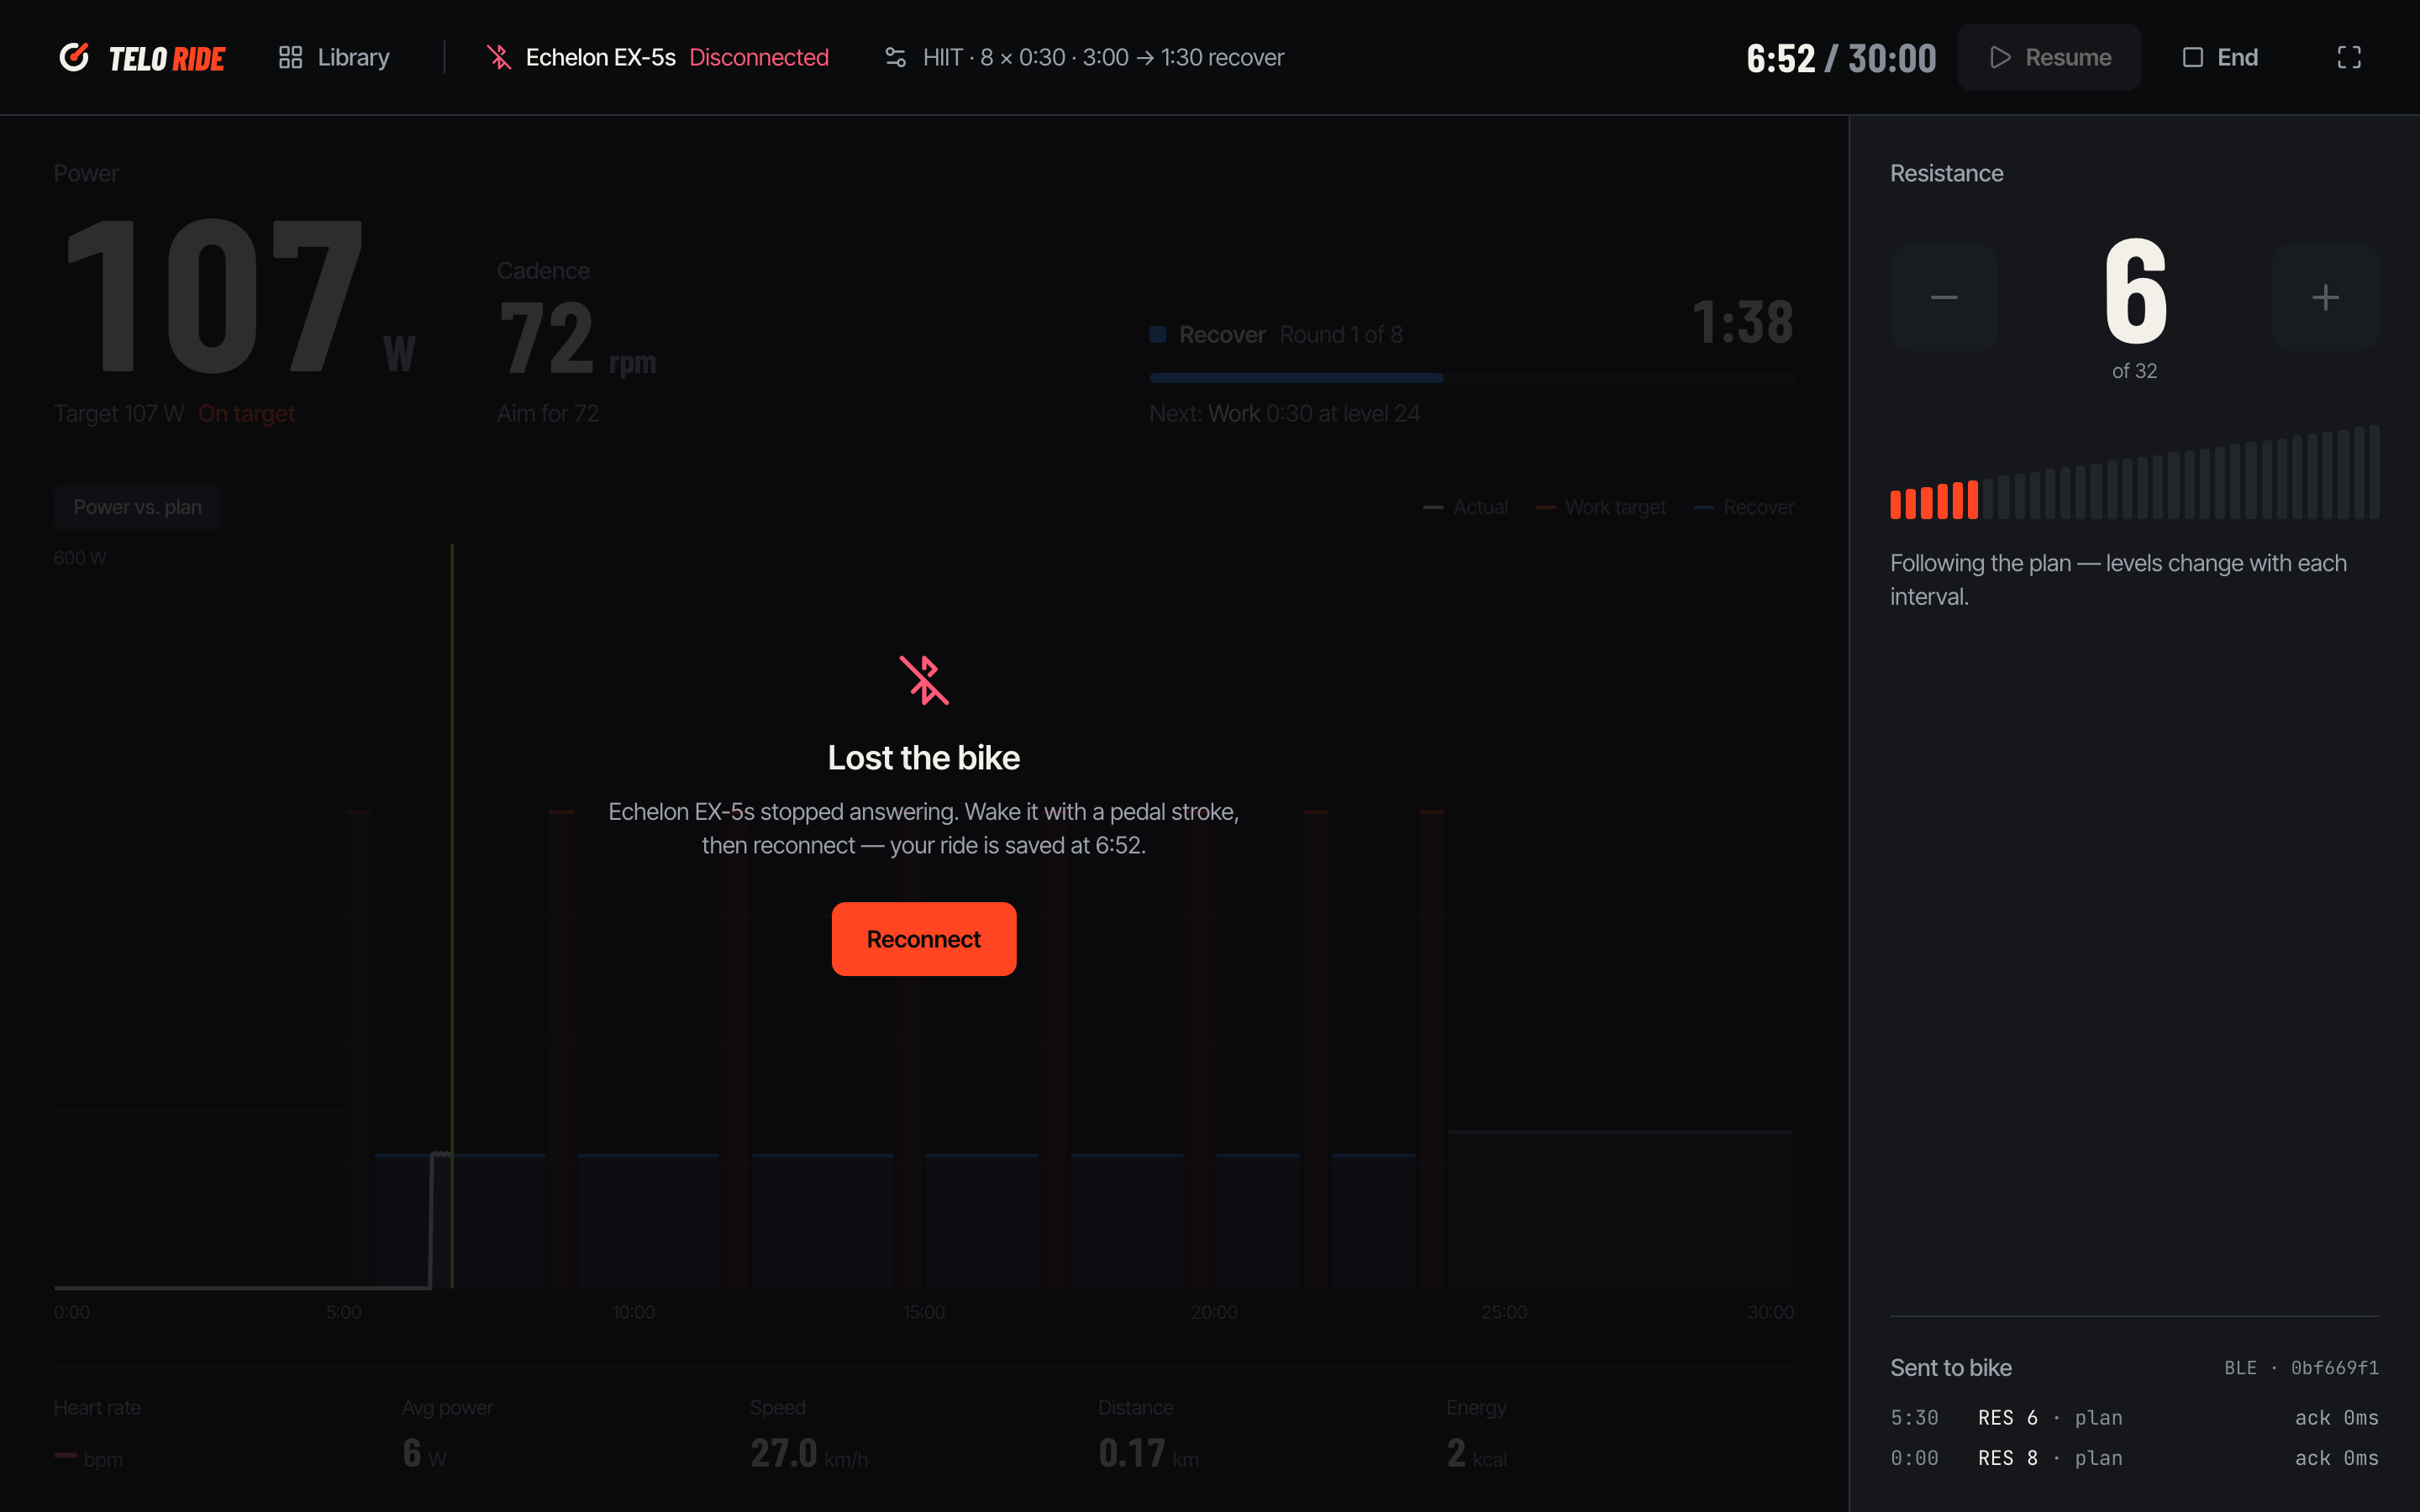 TELO RIDE
Library
Echelon EX-5s Disconnected
HIIT · 8 × 0:30 · 3:00 → 1:30 recover
6:52 / 30:00
Resume
End
Power
107 W
Target 107 W On target
Cadence
72 rpm
Aim for 72
Recover Round 1 of 8
1:38
Next: Work 0:30 at level 24
Power vs. plan
Actual
Work target
Recover
600 W
Lost the bike
Echelon EX-5s stopped answering. Wake it with a pedal stroke,
then reconnect — your ride is saved at 6:52.
Reconnect
0:00
5:00
10:00
15:00
20:00
25:00
30:00
Heart rate
— bpm
Avg power
6 W
Speed
27.0 km/h
Distance
0.17 km
Energy
2 kcal
Resistance
6
of 32
Following the plan — levels change with each
interval.
Sent to bike
BLE · 0bf669f1
5:30 RES 6 · plan ack 0ms
0:00 RES 8 · plan ack 0ms